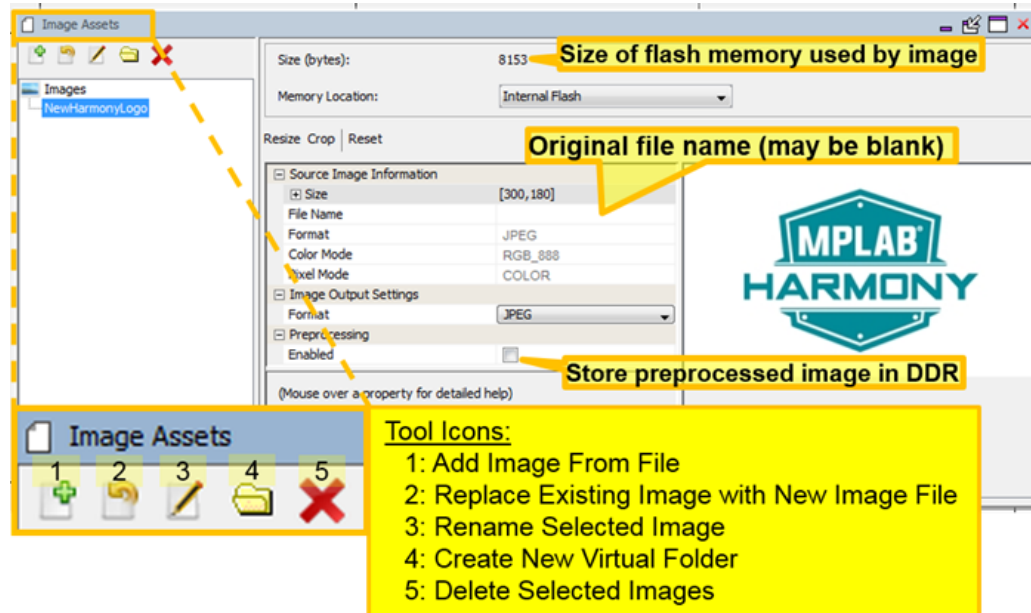 Image Assets
Size (bytes): 8153 Size of flash memory used by image
Images
NewHarmonyLogo
Memory Location: Internal Flash
Resize Crop Reset
Original file name (may be blank)
Source Image Information
Size [300,180]
File Name
Format JPEG
Color Mode RGB_888
Pixel Mode COLOR
Image Output Settings
Format JPEG
Preprocessing
Enabled
Store preprocessed image in DDR
(Mouse over a property for detailed help)
MPLAB
HARMONY
Image Assets
1 2 3 4 5
Tool Icons:
1: Add Image From File
2: Replace Existing Image with New Image File
3: Rename Selected Image
4: Create New Virtual Folder
5: Delete Selected Images